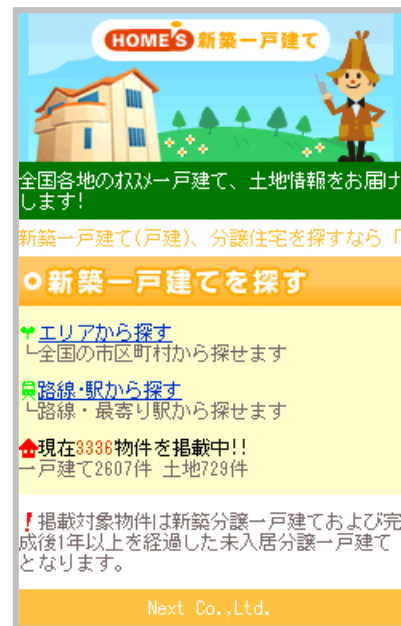 HOME'S 新築一戸建て
全国各地のｵｽｽﾒ一戸建て、土地情報をお届け
します!
新築一戸建て(戸建)、分譲住宅を探すなら「
新築一戸建てを探す
エリアから探す
└全国の市区町村から探せます
路線･駅から探す
└路線・最寄り駅から探せます
現在3336物件を掲載中!!
一戸建て2607件 土地729件
!掲載対象物件は新築分譲一戸建ておよび完
成後1年以上を経過した未入居分譲一戸建て
となります。
Next Co.,Ltd.